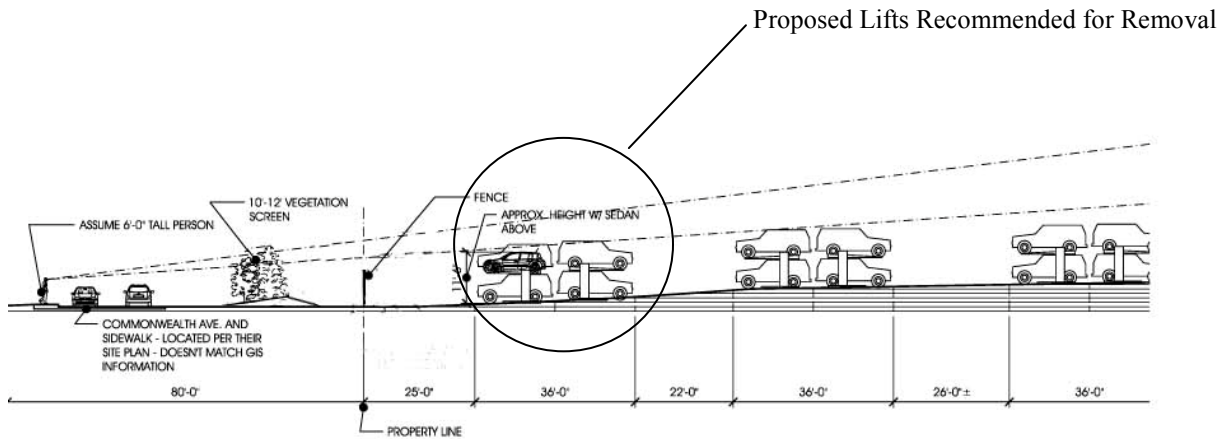 Proposed Lifts Recommended for Removal
10'-12' VEGETATION
SCREEN
FENCE
ASSUME 6'-0" TALL PERSON
APPROX. HEIGHT W/ SEDAN
ABOVE
COMMONWEALTH AVE. AND
SIDEWALK - LOCATED PER THEIR
SITE PLAN - DOESN'T MATCH GIS
INFORMATION
80'-0"
25'-0"
36'-0"
22'-0"
36'-0"
26'-0"±
36'-0"
PROPERTY LINE